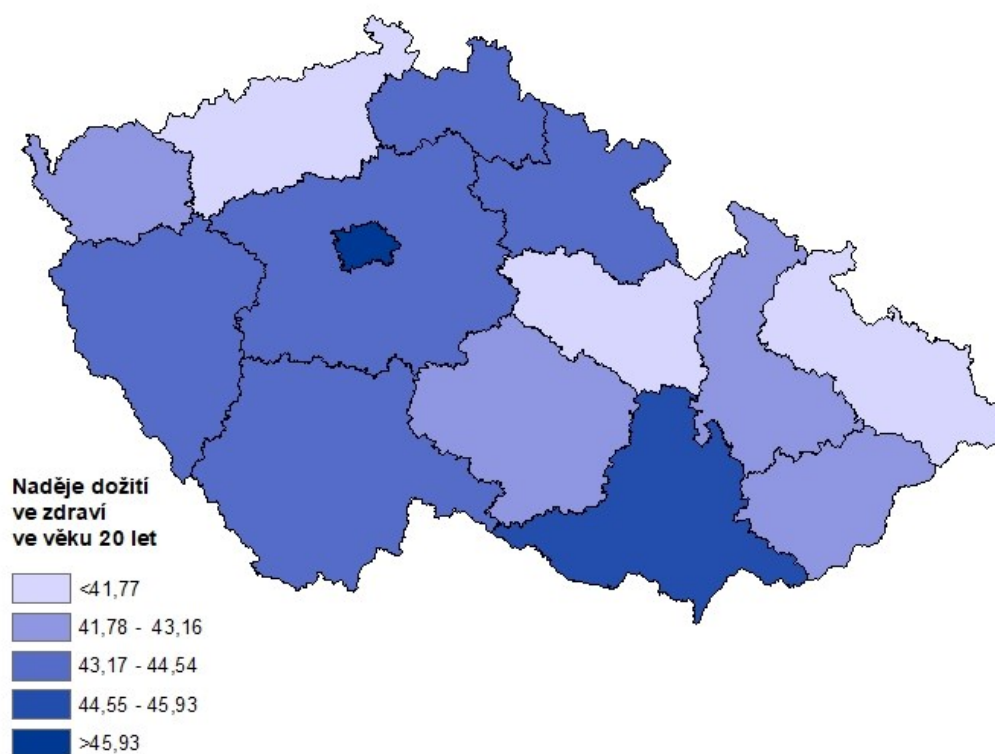 Naděje dožití
ve zdraví
ve věku 20 let
<41,77
41,78 - 43,16
43,17 - 44,54
44,55 - 45,93
>45,93